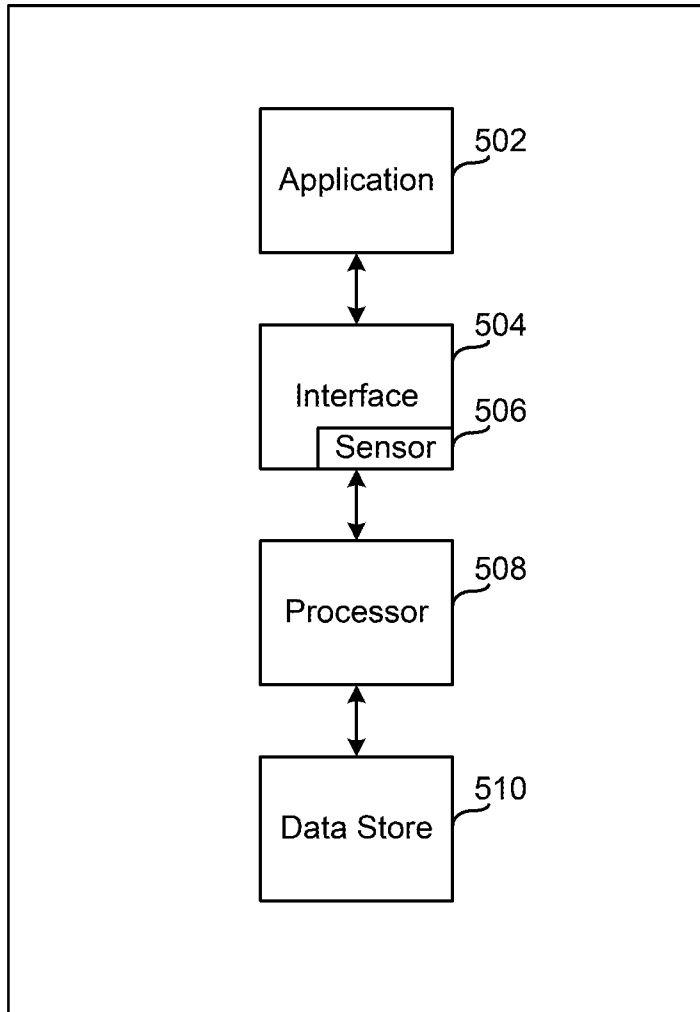 502
Application
504
Interface
506
Sensor
508
Processor
510
Data Store